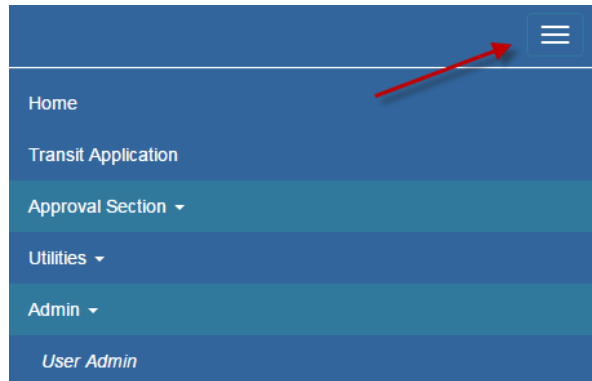 Home
Transit Application
Approval Section
Utilities
Admin
User Admin